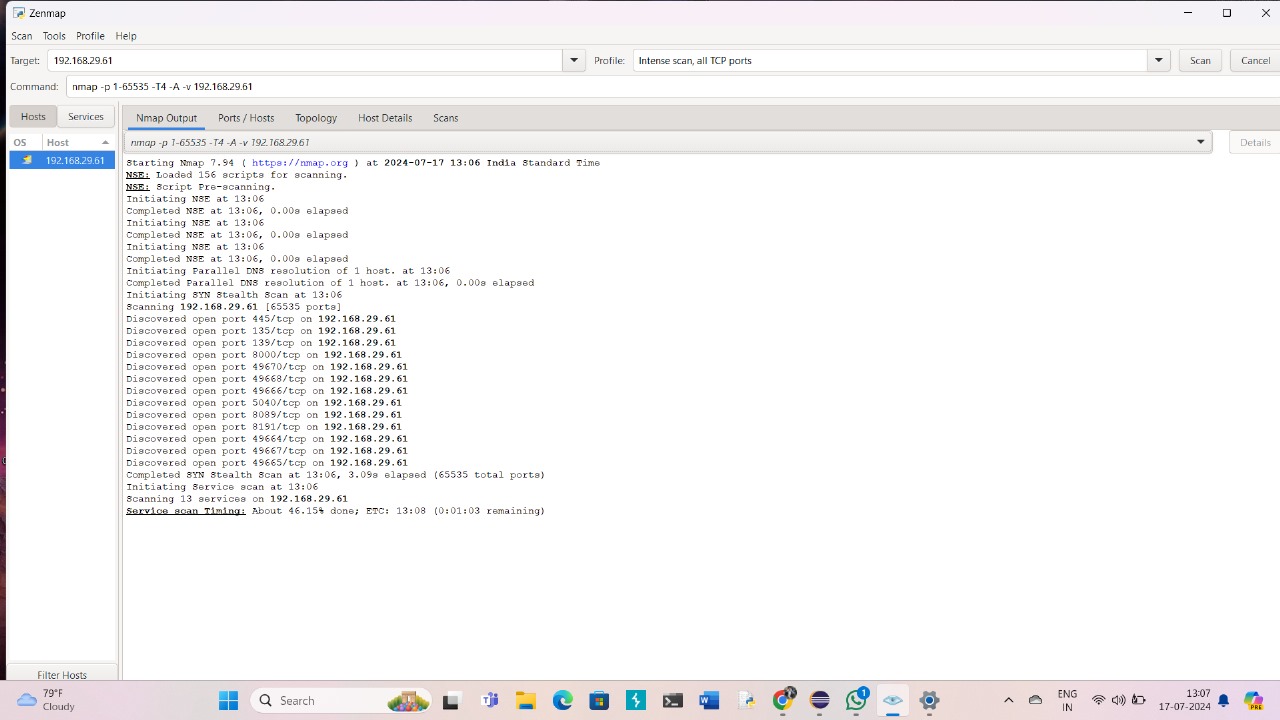 Zenmap
Scan Tools Profile Help
Target: 192.168.29.61 Profile: Intense scan, all TCP ports Scan Cancel
Command: nmap -p 1-65535 -T4 -A -v 192.168.29.61
Hosts Services Nmap Output Ports / Hosts Topology Host Details Scans
OS Host nmap -p 1-65535 -T4 -A -v 192.168.29.61 Details
192.168.29.61
Starting Nmap 7.94 ( https://nmap.org ) at 2024-07-17 13:06 India Standard Time
NSE: Loaded 156 scripts for scanning.
NSE: Script Pre-scanning.
Initiating NSE at 13:06
Completed NSE at 13:06, 0.00s elapsed
Initiating NSE at 13:06
Completed NSE at 13:06, 0.00s elapsed
Initiating NSE at 13:06
Completed NSE at 13:06, 0.00s elapsed
Initiating Parallel DNS resolution of 1 host. at 13:06
Completed Parallel DNS resolution of 1 host. at 13:06, 0.00s elapsed
Initiating SYN Stealth Scan at 13:06
Scanning 192.168.29.61 [65535 ports]
Discovered open port 445/tcp on 192.168.29.61
Discovered open port 135/tcp on 192.168.29.61
Discovered open port 139/tcp on 192.168.29.61
Discovered open port 8000/tcp on 192.168.29.61
Discovered open port 49670/tcp on 192.168.29.61
Discovered open port 49668/tcp on 192.168.29.61
Discovered open port 49666/tcp on 192.168.29.61
Discovered open port 5040/tcp on 192.168.29.61
Discovered open port 8089/tcp on 192.168.29.61
Discovered open port 8191/tcp on 192.168.29.61
Discovered open port 49664/tcp on 192.168.29.61
Discovered open port 49667/tcp on 192.168.29.61
Discovered open port 49665/tcp on 192.168.29.61
Completed SYN Stealth Scan at 13:06, 3.09s elapsed (65535 total ports)
Initiating Service scan at 13:06
Scanning 13 services on 192.168.29.61
Service scan Timing: About 46.15% done; ETC: 13:08 (0:01:03 remaining)
Filter Hosts
79°F
Cloudy
Search
1
ENG
IN
13:07
17-07-2024
PRE